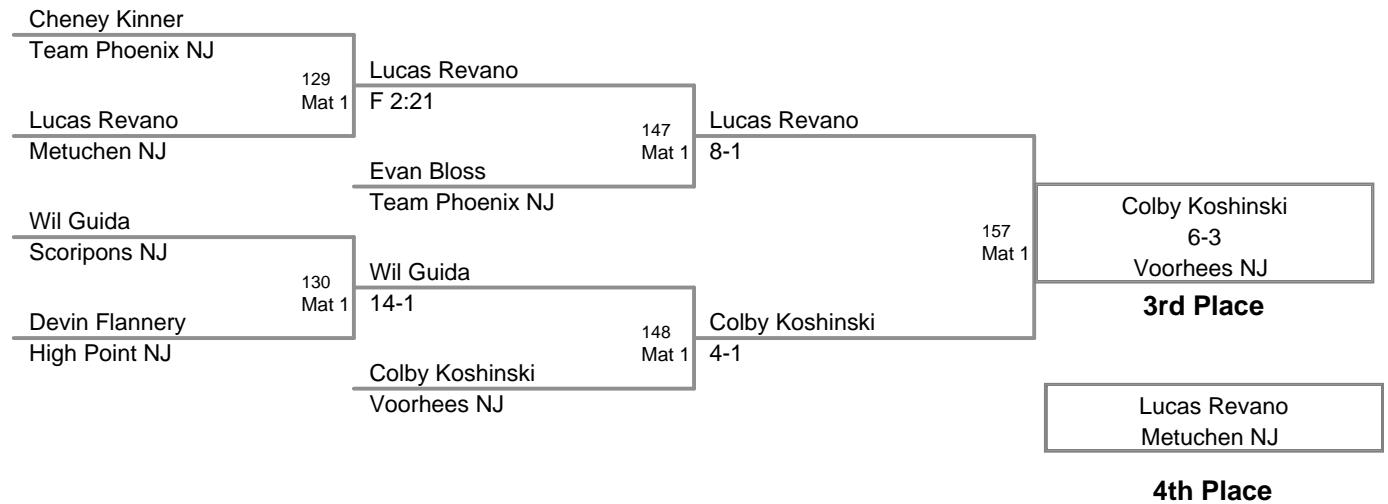 Cheney Kinner
Team Phoenix NJ
129
Mat 1
Lucas Revano
F 2:21
Lucas Revano
Metuchen NJ
147
Mat 1
Lucas Revano
8-1
Evan Bloss
Team Phoenix NJ
Wil Guida
Scoripons NJ
130
Mat 1
Wil Guida
14-1
Devin Flannery
High Point NJ
148
Mat 1
Colby Koshinski
4-1
Colby Koshinski
Voorhees NJ
157
Mat 1
Colby Koshinski
6-3
Voorhees NJ
3rd Place
Lucas Revano
Metuchen NJ
4th Place